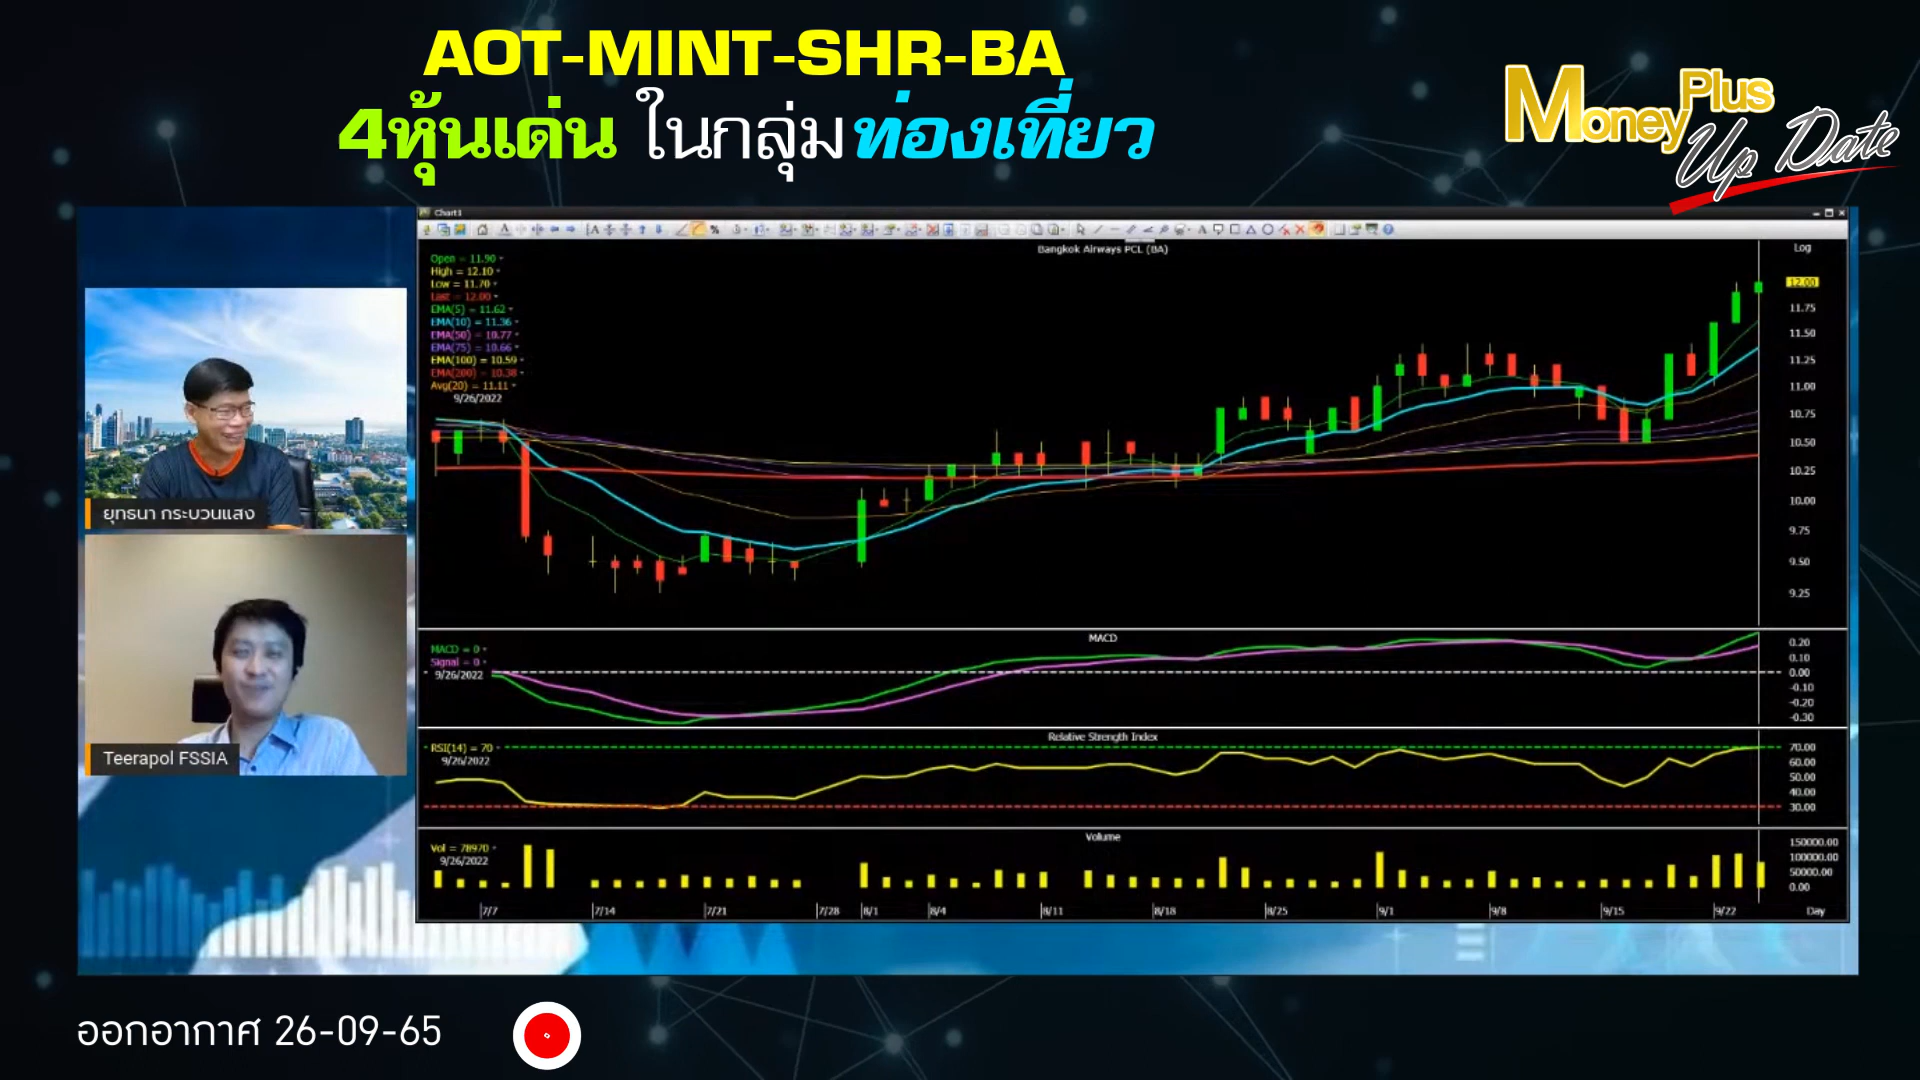 AOT-MINT-SHR-BA
4หุ้นเด่น ในกลุ่มท่องเที่ยว
Money Plus
Up Date
Chart1
Bangkok Airways PCL (BA)
Log
Open = 11.90
High = 12.10
Low = 11.70
Last = 12.00
EMA(5) = 11.62
EMA(10) = 11.36
EMA(50) = 10.77
EMA(75) = 10.66
EMA(100) = 10.59
EMA(200) = 10.38
Avg(20) = 11.11
9/26/2022
12.00
11.75
11.50
11.25
11.00
10.75
10.50
10.25
10.00
9.75
9.50
9.25
ยุทธนา กระบวนแสง
Teerapol FSSIA
MACD
MACD = 0
Signal = 0
9/26/2022
0.20
0.10
0.00
-0.10
-0.20
-0.30
Relative Strength Index
RSI(14) = 70
9/26/2022
70.00
60.00
50.00
40.00
30.00
Volume
Vol = 78970
9/26/2022
150000.00
100000.00
50000.00
0.00
7/7 7/14 7/21 7/28 8/1 8/4 8/11 8/18 8/25 9/1 9/8 9/15 9/22 Day
ออกอากาศ 26-09-65